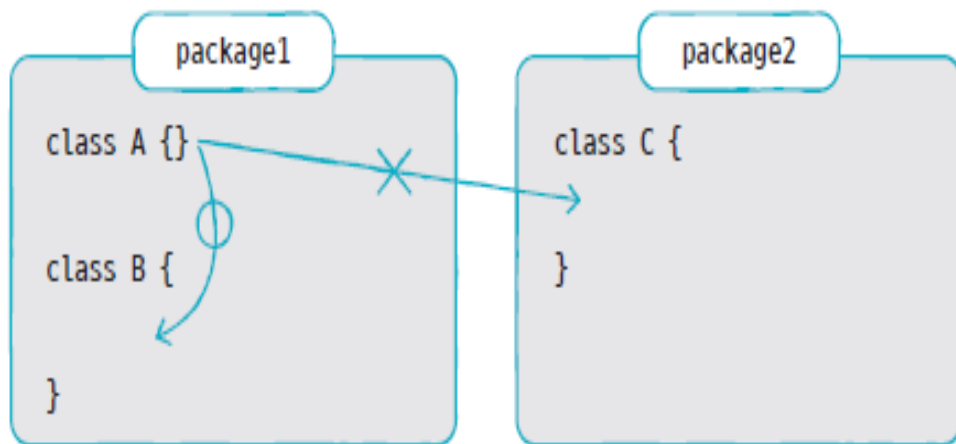 package1
class A {}
class B {
}
package2
class C {
}